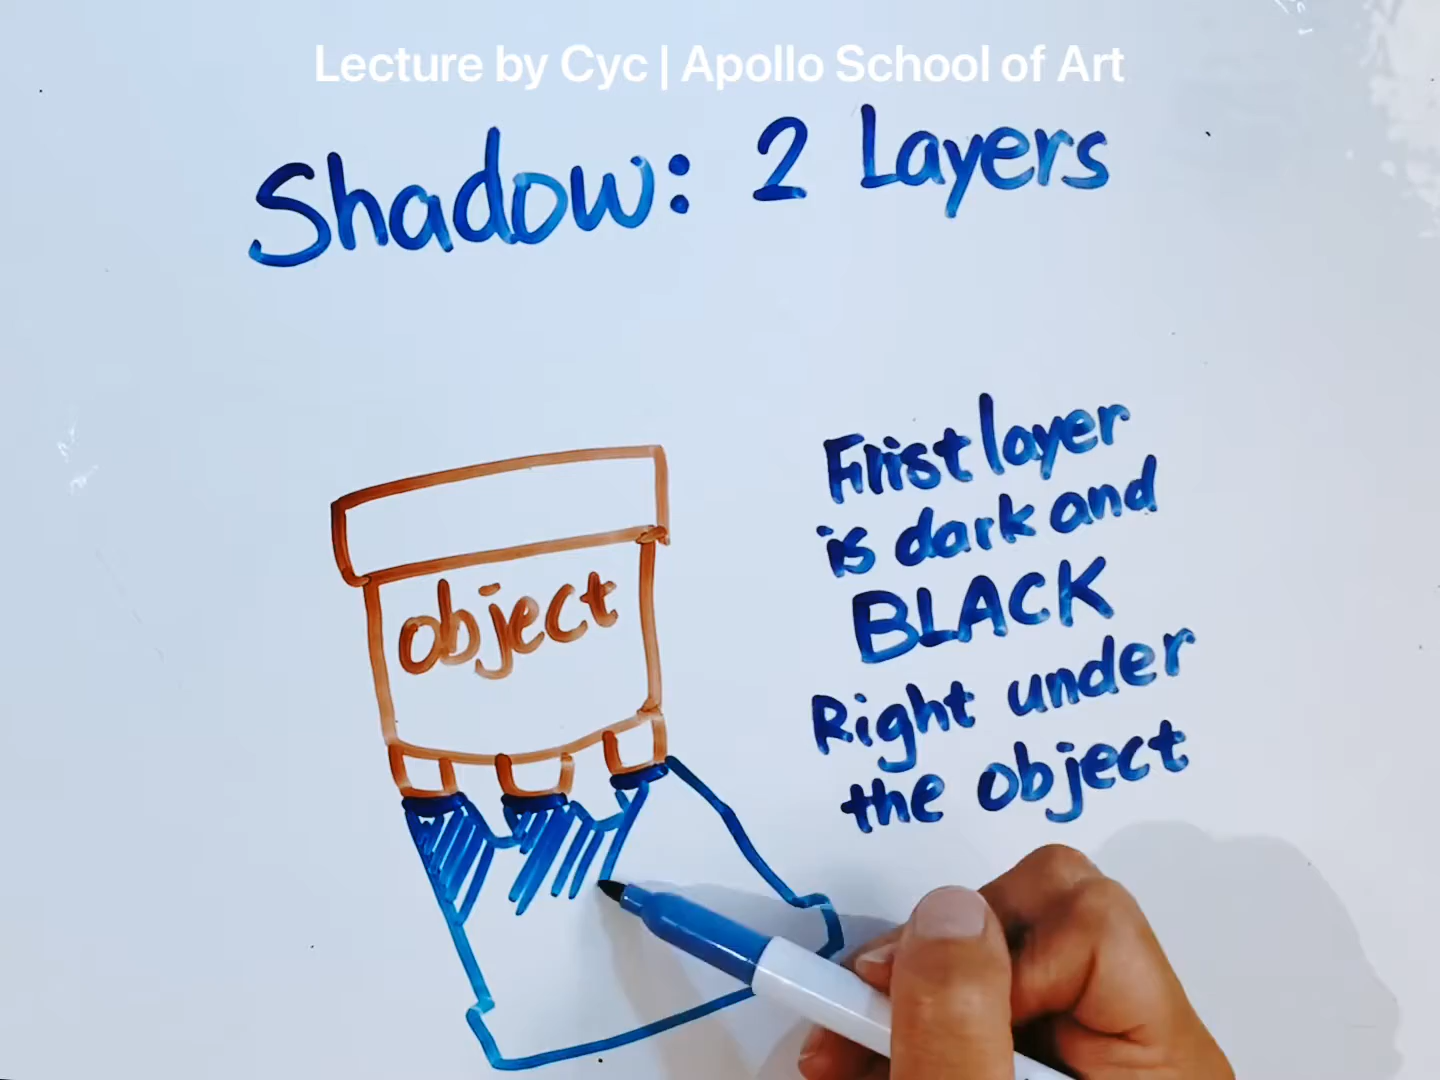 Lecture by Cyc | Apollo School of Art
Shadow: 2 Layers
object
First layer
is dark and
BLACK
Right under
the object